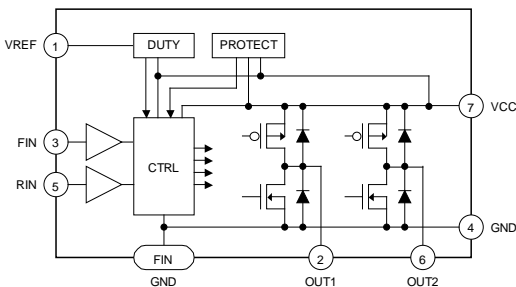 VREF 1 DUTY PROTECT
7 VCC
FIN 3
CTRL
RIN 5
4 GND
FIN 2 6
GND OUT1 OUT2